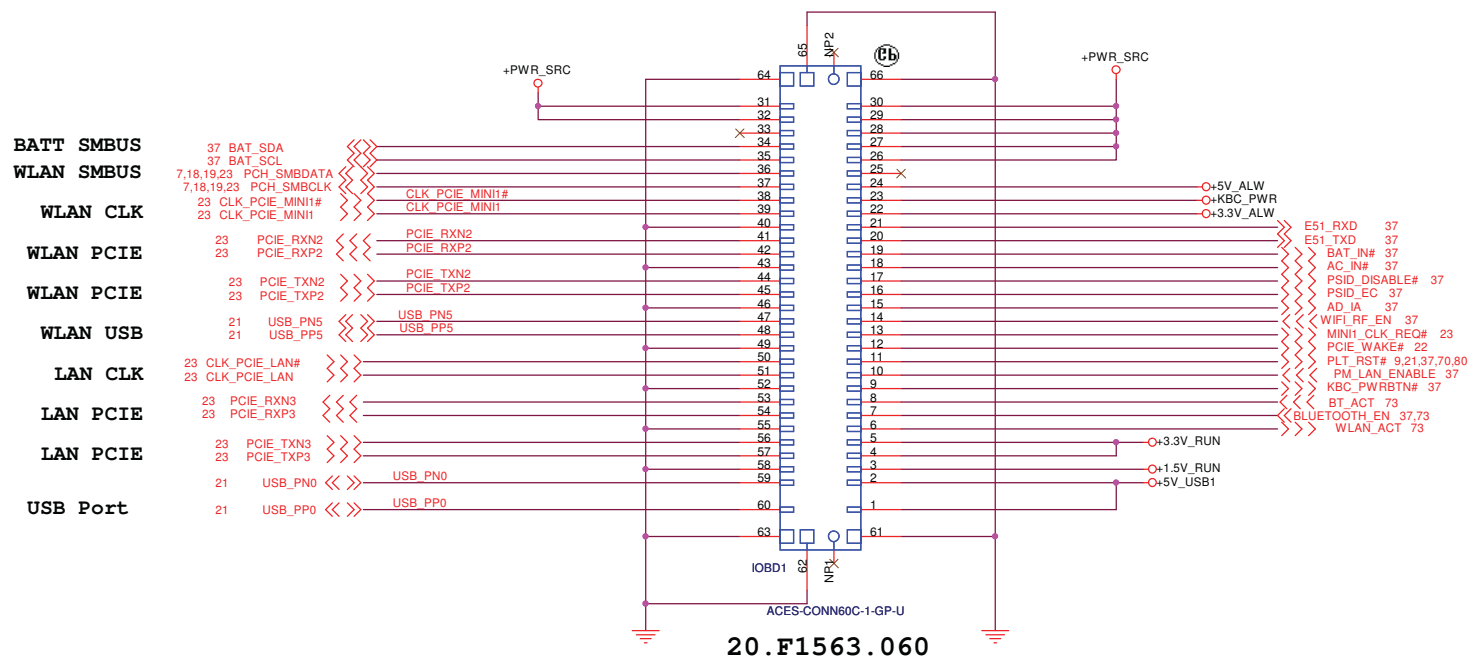 65
NP2
Cb
+PWR_SRC
+PWR_SRC
64
66
31
30
32
29
33
28
BATT SMBUS
37 BAT_SDA
34
27
37 BAT_SCL
35
26
WLAN SMBUS
7,18,19,23 PCH_SMBDATA
36
25
7,18,19,23 PCH_SMBCLK
37
24
+5V_ALW
23 CLK_PCIE_MINI1#
CLK_PCIE_MINI1#
38
23
+KBC_PWR
WLAN CLK
23 CLK_PCIE_MINI1
CLK_PCIE_MINI1
39
22
+3.3V_ALW
40
21
E51_RXD 37
23 PCIE_RXN2
PCIE_RXN2
41
20
E51_TXD 37
WLAN PCIE
23 PCIE_RXP2
PCIE_RXP2
42
19
BAT_IN# 37
43
18
AC_IN# 37
23 PCIE_TXN2
PCIE_TXN2
44
17
PSID_DISABLE# 37
WLAN PCIE
23 PCIE_TXP2
PCIE_TXP2
45
16
PSID_EC 37
46
15
AD_IA 37
21 USB_PN5
USB_PN5
47
14
WIFI_RF_EN 37
WLAN USB
21 USB_PP5
USB_PP5
48
13
MINI1_CLK_REQ# 23
49
12
PCIE_WAKE# 22
23 CLK_PCIE_LAN#
50
11
PLT_RST# 9,21,37,70,80
LAN CLK
23 CLK_PCIE_LAN
51
10
PM_LAN_ENABLE 37
52
9
KBC_PWRBTN# 37
23 PCIE_RXN3
53
8
BT_ACT 73
LAN PCIE
23 PCIE_RXP3
54
7
BLUETOOTH_EN 37,73
55
6
WLAN_ACT 73
23 PCIE_TXN3
56
5
+3.3V_RUN
LAN PCIE
23 PCIE_TXP3
57
4
58
3
+1.5V_RUN
21 USB_PN0
USB_PN0
59
2
+5V_USB1
USB Port
21 USB_PP0
USB_PP0
60
1
63
61
IOBD1
62
NP1
ACES-CONN60C-1-GP-U
20.F1563.060